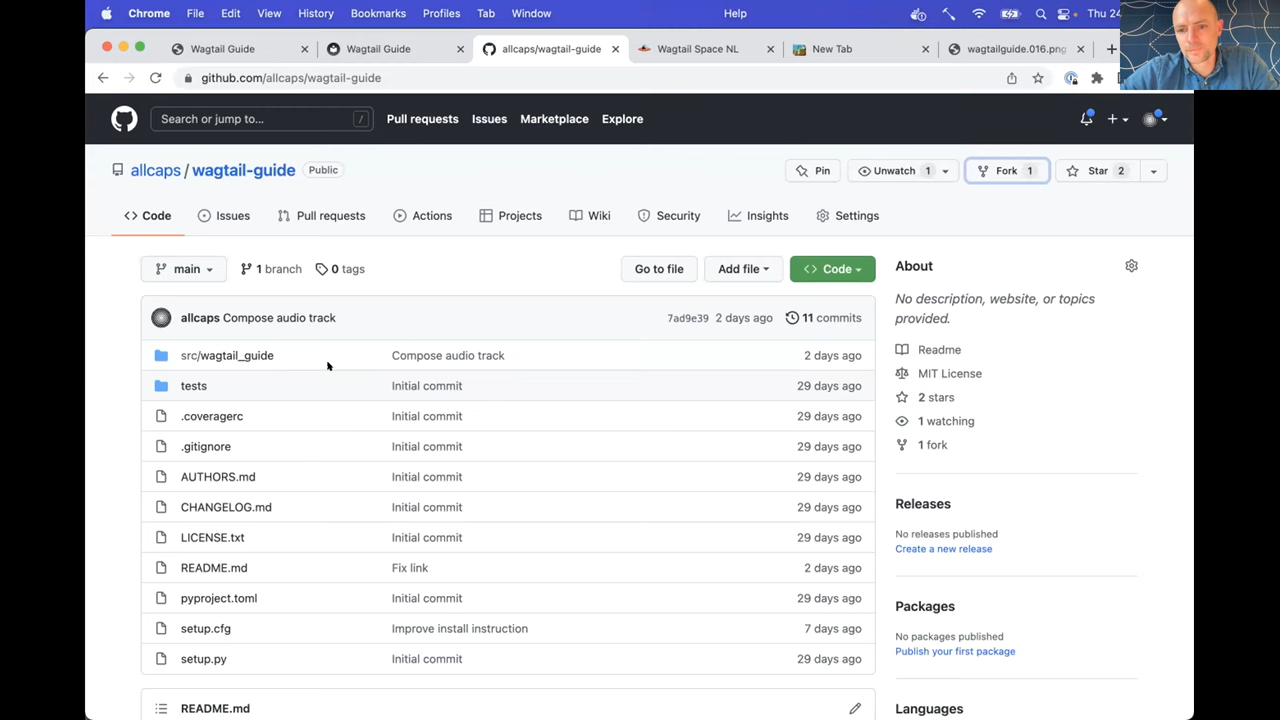 Chrome File Edit View History Bookmarks Profiles Tab Window Help Thu 24
Wagtail Guide Wagtail Guide allcaps/wagtail-guide Wagtail Space NL New Tab wagtailguide.016.png
github.com/allcaps/wagtail-guide
Search or jump to... / Pull requests Issues Marketplace Explore
allcaps / wagtail-guide Public Pin Unwatch 1 Fork 1 Star 2
<> Code Issues Pull requests Actions Projects Wiki Security Insights Settings
main 1 branch 0 tags Go to file Add file Code
allcaps Compose audio track 7ad9e39 2 days ago 11 commits
src/wagtail_guide Compose audio track 2 days ago
tests Initial commit 29 days ago
.coveragerc Initial commit 29 days ago
.gitignore Initial commit 29 days ago
AUTHORS.md Initial commit 29 days ago
CHANGELOG.md Initial commit 29 days ago
LICENSE.txt Initial commit 29 days ago
README.md Fix link 2 days ago
pyproject.toml Initial commit 29 days ago
setup.cfg Improve install instruction 7 days ago
setup.py Initial commit 29 days ago
README.md
About
No description, website, or topics
provided.
Readme
MIT License
2 stars
1 watching
1 fork
Releases
No releases published
Create a new release
Packages
No packages published
Publish your first package
Languages